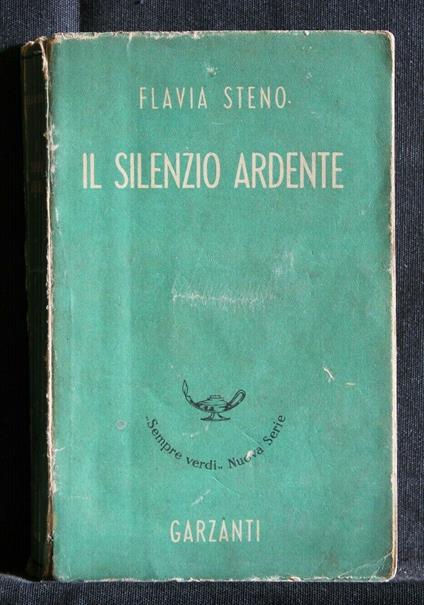 FLAVIA STENO
IL SILENZIO ARDENTE
„Sempre verdi„ Nuova Serie
GARZANTI